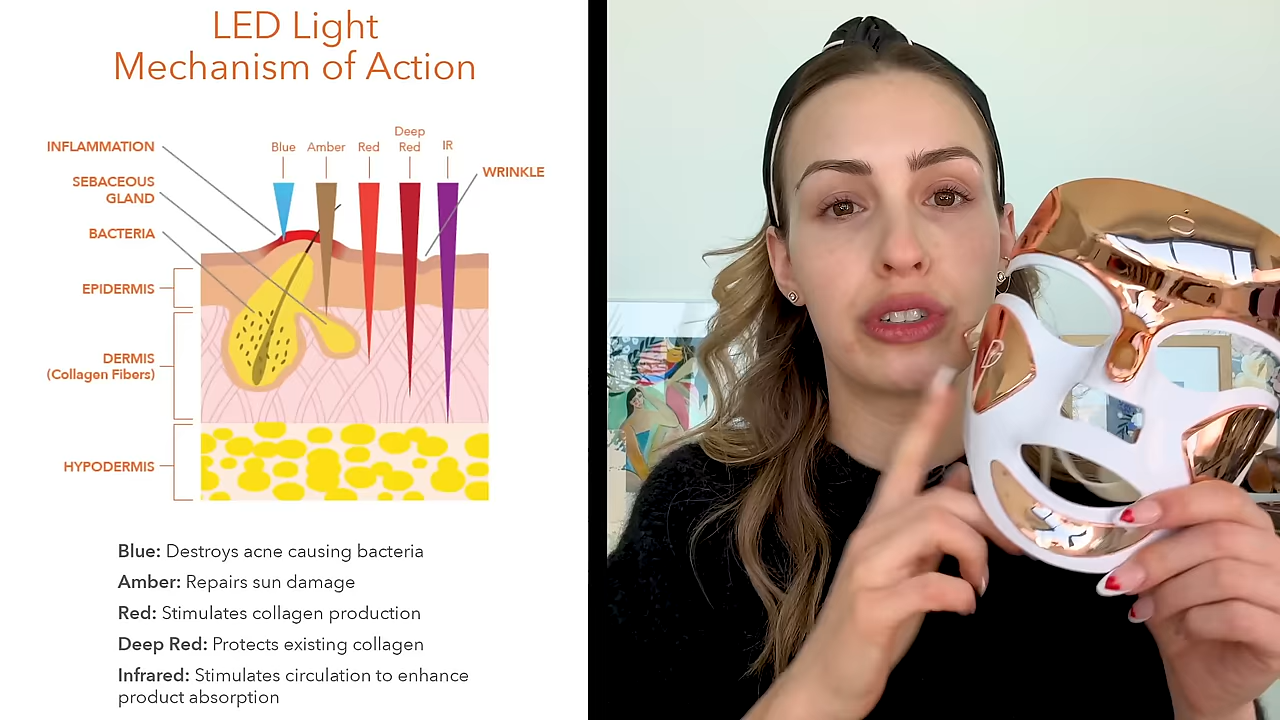 LED Light
Mechanism of Action
INFLAMMATION
SEBACEOUS
GLAND
BACTERIA
EPIDERMIS
DERMIS
(Collagen Fibers)
HYPODERMIS
Blue
Amber
Red
Deep
Red
IR
WRINKLE
Blue: Destroys acne causing bacteria
Amber: Repairs sun damage
Red: Stimulates collagen production
Deep Red: Protects existing collagen
Infrared: Stimulates circulation to enhance
product absorption